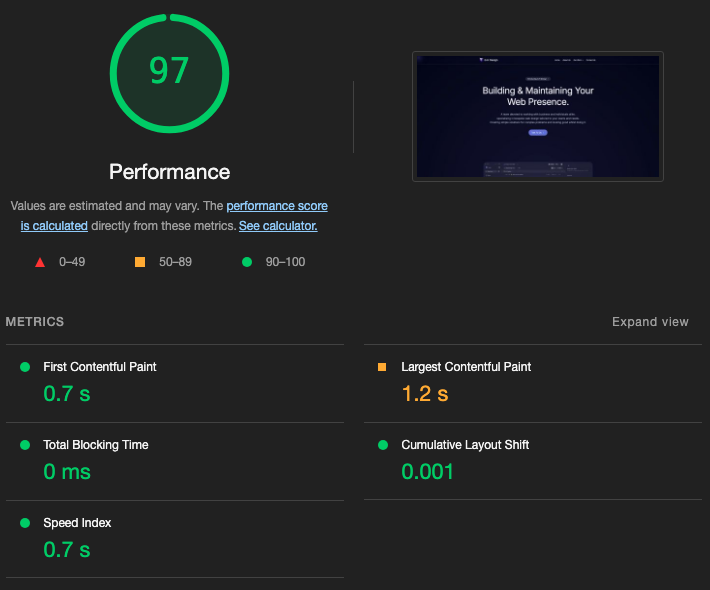 97
Performance
Values are estimated and may vary. The performance score
is calculated directly from these metrics. See calculator.
0–49
50–89
90–100
Building & Maintaining Your
Web Presence.
METRICS
Expand view
First Contentful Paint
0.7 s
Largest Contentful Paint
1.2 s
Total Blocking Time
0 ms
Cumulative Layout Shift
0.001
Speed Index
0.7 s